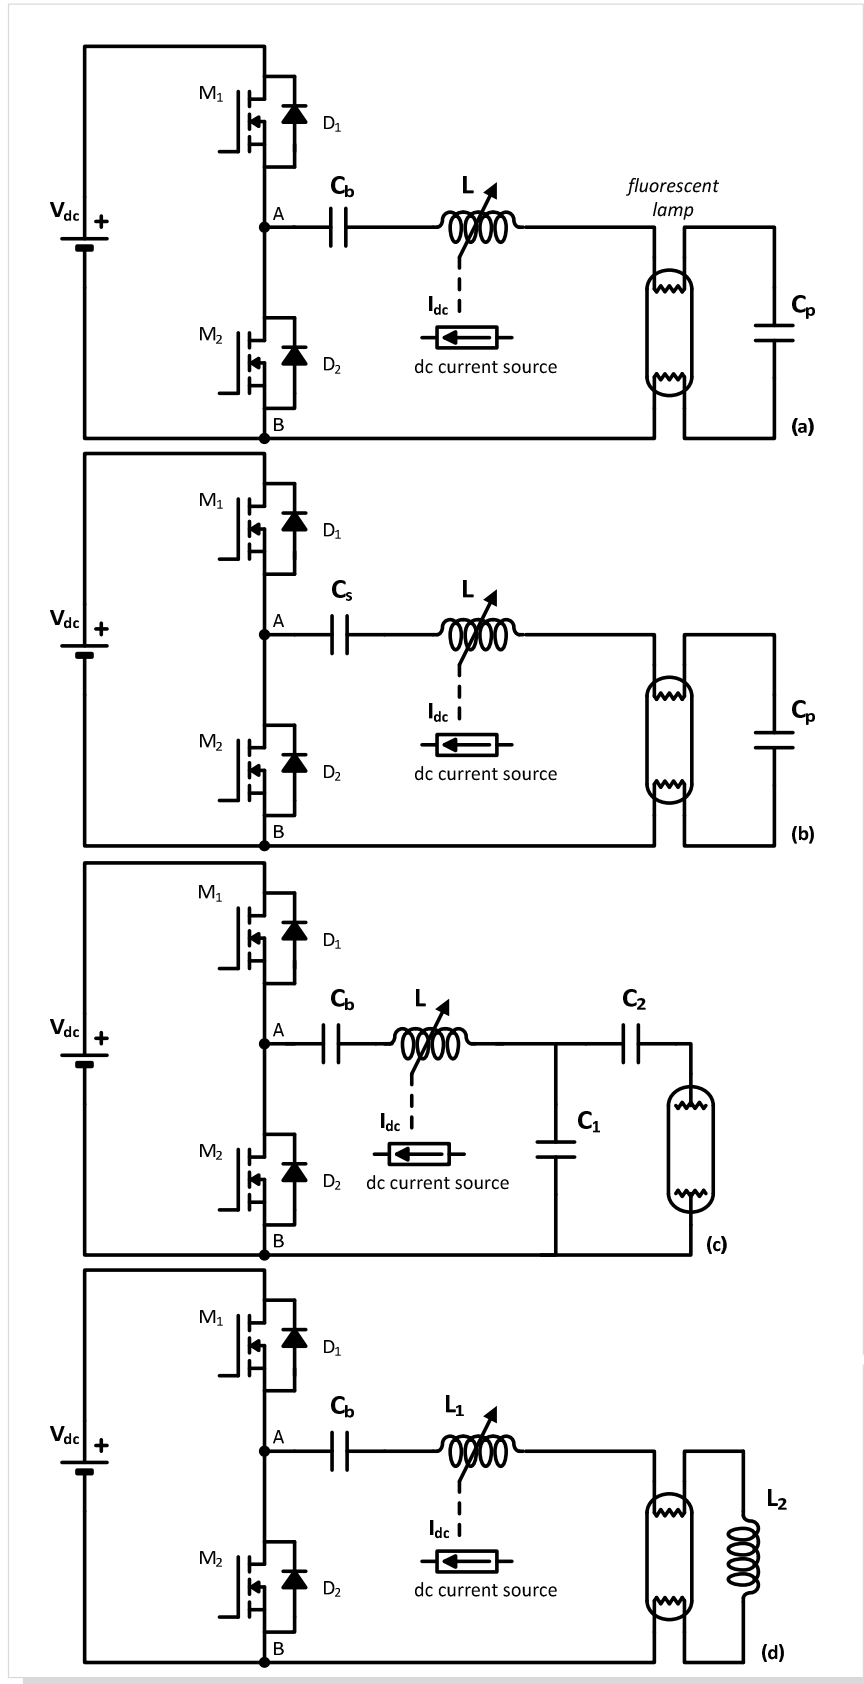 M1
D1
Cb
L
fluorescent
lamp
A
Vdc
+
Idc
Cp
M2
D2
dc current source
B
(a)
M1
D1
Cs
L
A
Vdc
+
Idc
Cp
M2
D2
dc current source
B
(b)
M1
D1
Cb
L
C2
A
Vdc
+
Idc
C1
M2
D2
dc current source
B
(c)
M1
D1
Cb
L1
A
Vdc
+
L2
Idc
M2
D2
dc current source
B
(d)